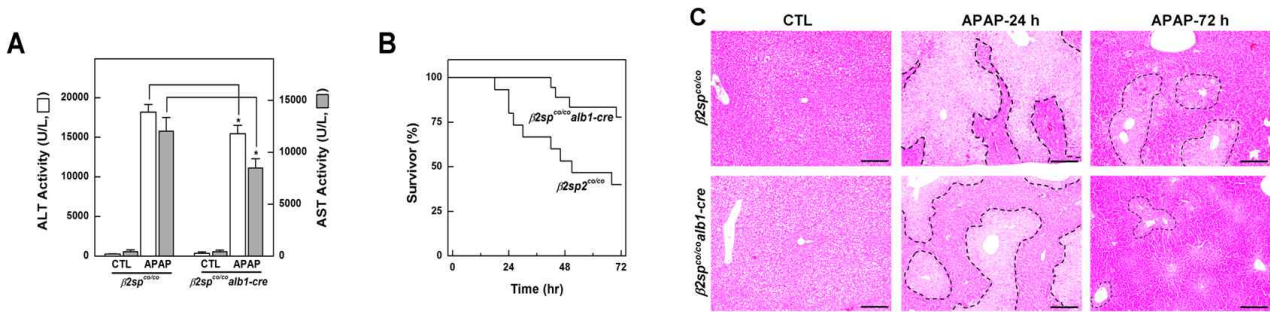 A
ALT Activity (U/L, )
20000
15000
10000
5000
0
15000
10000
5000
0
AST Activity (U/L, )
*
*
CTL APAP CTL APAP
β2sp^co/co β2sp^co/co alb1-cre
B
Survivor (%)
100
75
50
25
0
β2sp^co/co alb1-cre
β2sp2^co/co
0 24 48 72
Time (hr)
C
CTL APAP-24 h APAP-72 h
β2sp^co/co
β2sp^co/co alb1-cre